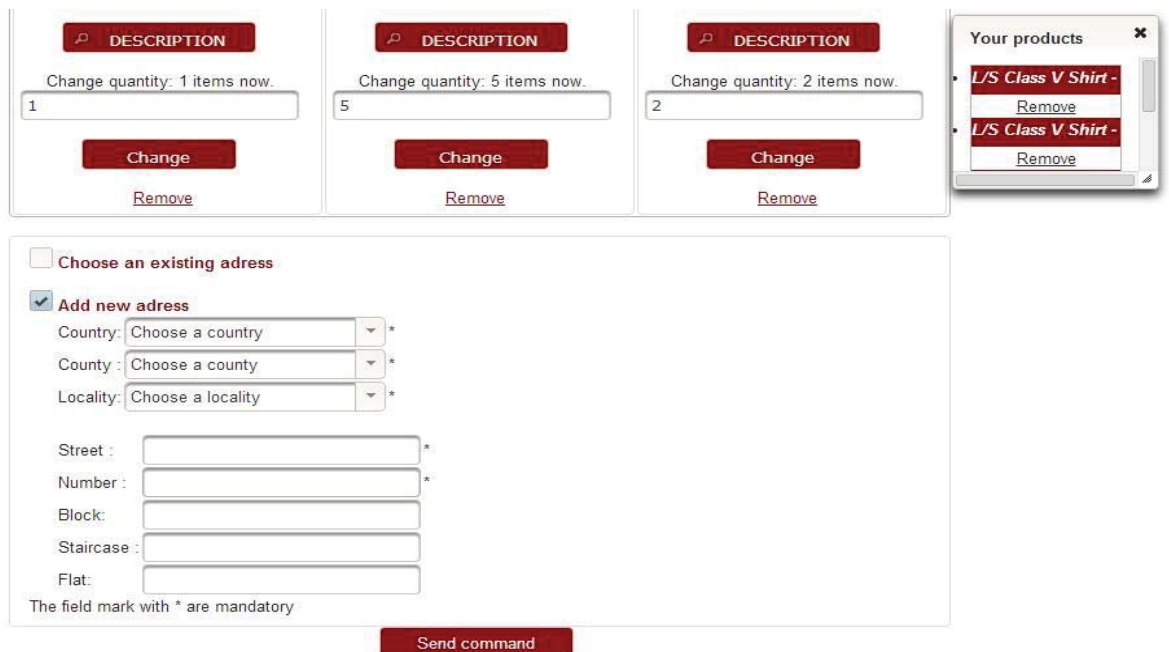 DESCRIPTION DESCRIPTION DESCRIPTION
Change quantity: 1 items now. Change quantity: 5 items now. Change quantity: 2 items now.
1 5 2
Change Change Change
Remove Remove Remove
Your products
L/S Class V Shirt -
Remove
L/S Class V Shirt -
Remove
Choose an existing adress
Add new adress
Country: Choose a country *
County : Choose a county *
Locality: Choose a locality *
Street : *
Number : *
Block:
Staircase :
Flat:
The field mark with * are mandatory
Send command